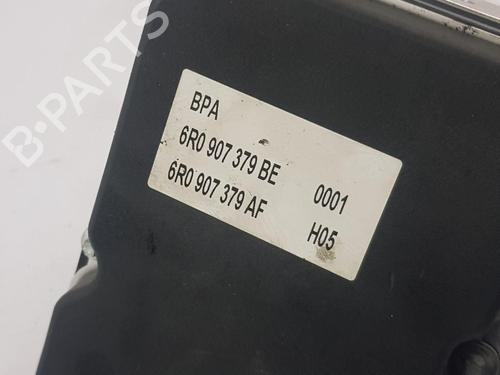 B-PARTS
BPA
6R0 907 379 BE 0001
6R0 907 379 AF H05